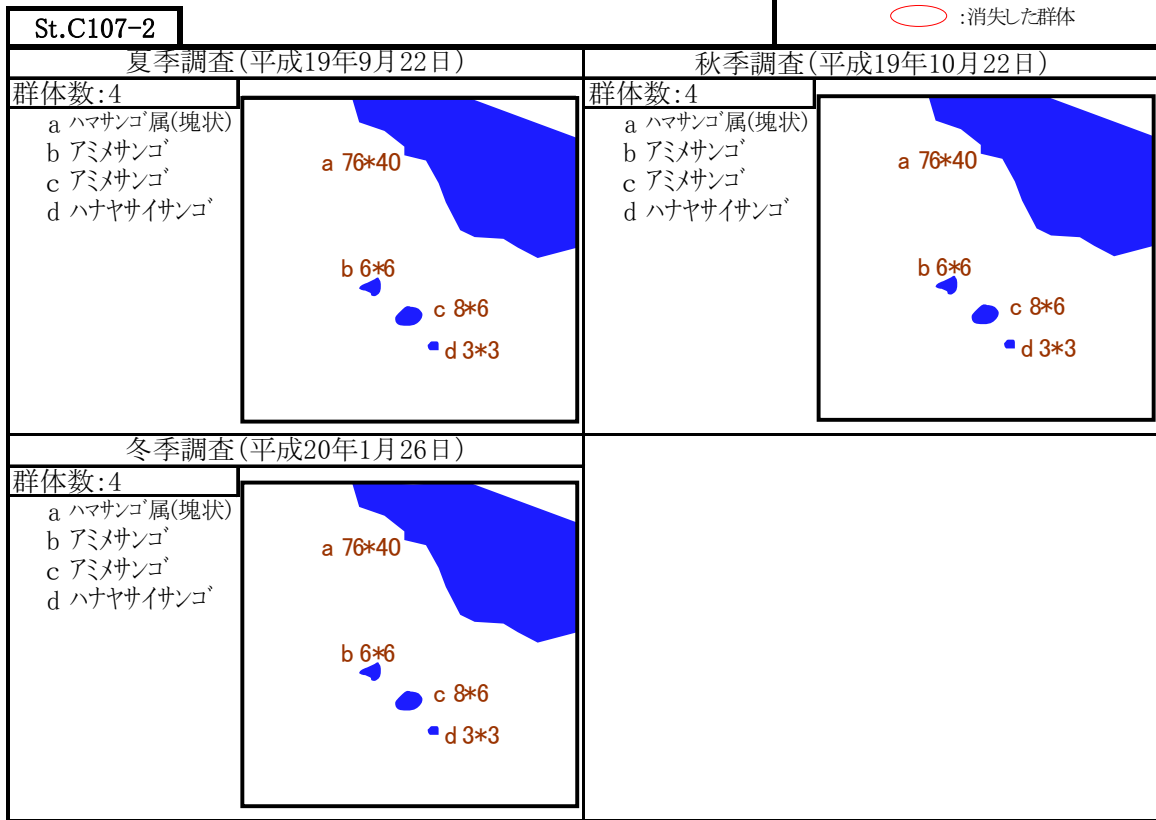 St.C107-2
:消失した群体
夏季調査(平成19年9月22日)
群体数:4
a ハマサンゴ属(塊状)
b アミメサンゴ
c アミメサンゴ
d ハナヤサイサンゴ
a 76*40
b 6*6
c 8*6
d 3*3
秋季調査(平成19年10月22日)
群体数:4
a ハマサンゴ属(塊状)
b アミメサンゴ
c アミメサンゴ
d ハナヤサイサンゴ
a 76*40
b 6*6
c 8*6
d 3*3
冬季調査(平成20年1月26日)
群体数:4
a ハマサンゴ属(塊状)
b アミメサンゴ
c アミメサンゴ
d ハナヤサイサンゴ
a 76*40
b 6*6
c 8*6
d 3*3